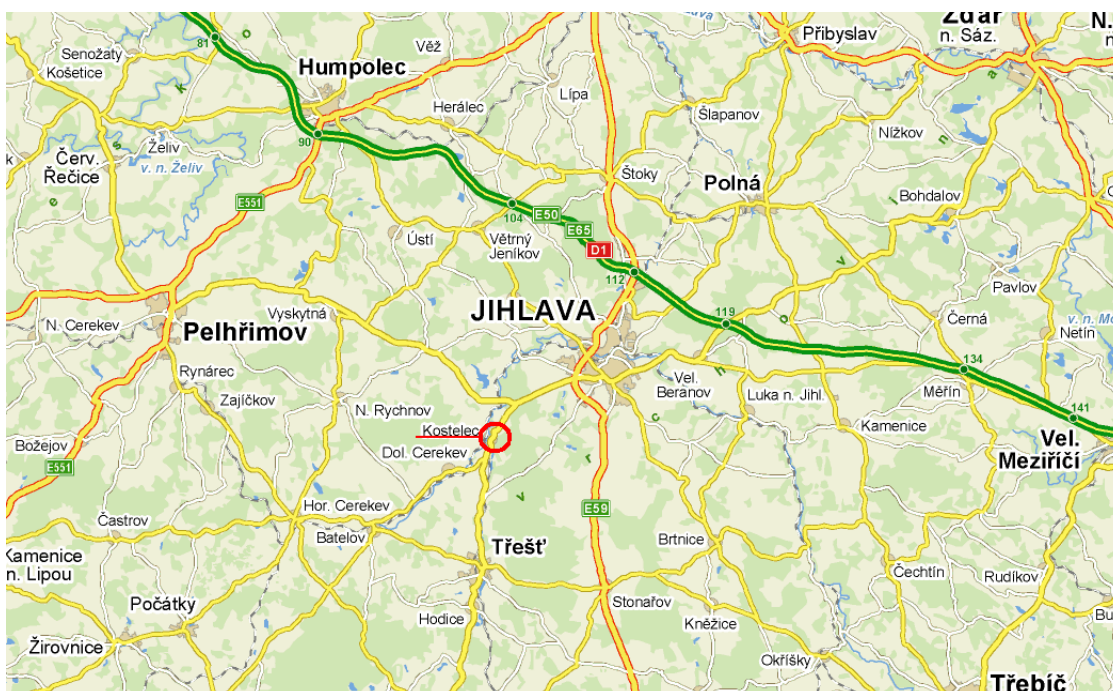 Žďár
n. Sáz.
N.
Přibyslav
Věž
81
Senožaty
Košetice
Humpolec
Lípa
Herálec
Šlapanov
Nížkov
90
Želiv
v. n. Želiv
Červ.
Řečice
Štoky
Polná
Bohdalov
E551
104
E50
E65
D1
Ústí
Větrný
Jeníkov
112
Pavlov
JIHLAVA
119
Černá
Netín
v. n. Mo
N. Cerekev
Vyskytná
Pelhřimov
134
Měřín
Rynárec
Vel.
Beranov
Luka n. Jihl.
Zajíčkov
N. Rychnov
141
Kostelec
Kamenice
Božejov
Dol. Cerekev
Vel.
Meziříčí
E551
Hor. Cerekev
E59
Častrov
Batelov
Třešť
Brtnice
Kamenice
n. Lipou
Čechtín
Rudíkov
Počátky
Stonařov
Hodice
Kněžice
Bu
Žirovnice
Okříšky
Třebíč